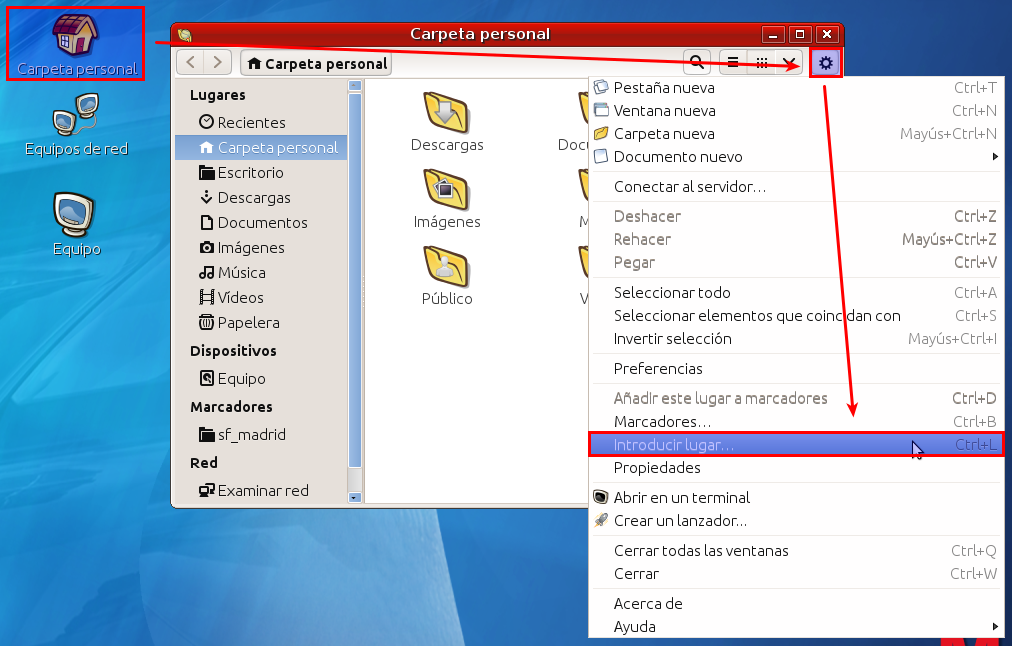 Carpeta personal
Equipos de red
Equipo
Carpeta personal
Carpeta personal
Lugares
Recientes
Carpeta personal
Escritorio
Descargas
Documentos
Imágenes
Música
Vídeos
Papelera
Dispositivos
Equipo
Marcadores
sf_madrid
Red
Examinar red
Descargas
Imágenes
Público
Pestaña nueva Ctrl+T
Ventana nueva Ctrl+N
Carpeta nueva Mayús+Ctrl+N
Documento nuevo
Conectar al servidor...
Deshacer Ctrl+Z
Rehacer Mayús+Ctrl+Z
Pegar Ctrl+V
Seleccionar todo Ctrl+A
Seleccionar elementos que coincidan con Ctrl+S
Invertir selección Mayús+Ctrl+I
Preferencias
Añadir este lugar a marcadores Ctrl+D
Marcadores... Ctrl+B
Introducir lugar... Ctrl+L
Propiedades
Abrir en un terminal
Crear un lanzador...
Cerrar todas las ventanas Ctrl+Q
Cerrar Ctrl+W
Acerca de
Ayuda